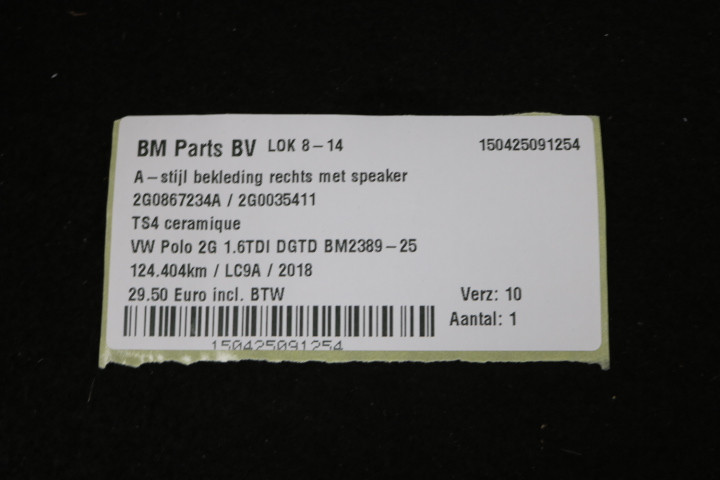 BM Parts BV LOK 8-14 150425091254
A-stijl bekleding rechts met speaker
2G0867234A / 2G0035411
TS4 ceramique
VW Polo 2G 1.6TDI DGTD BM2389-25
124.404km / LC9A / 2018
29.50 Euro incl. BTW Verz: 10
Aantal: 1
150425091254